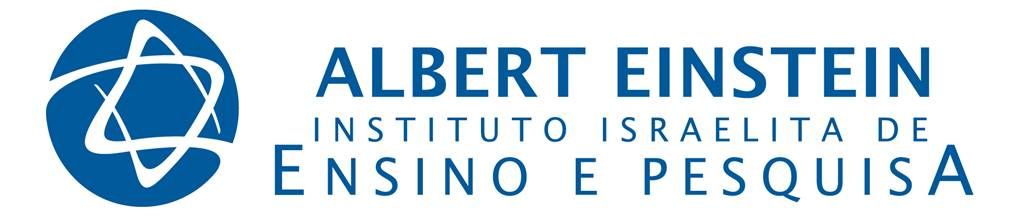 ALBERT EINSTEIN
INSTITUTO ISRAELITA DE
ENSINO E PESQUISA